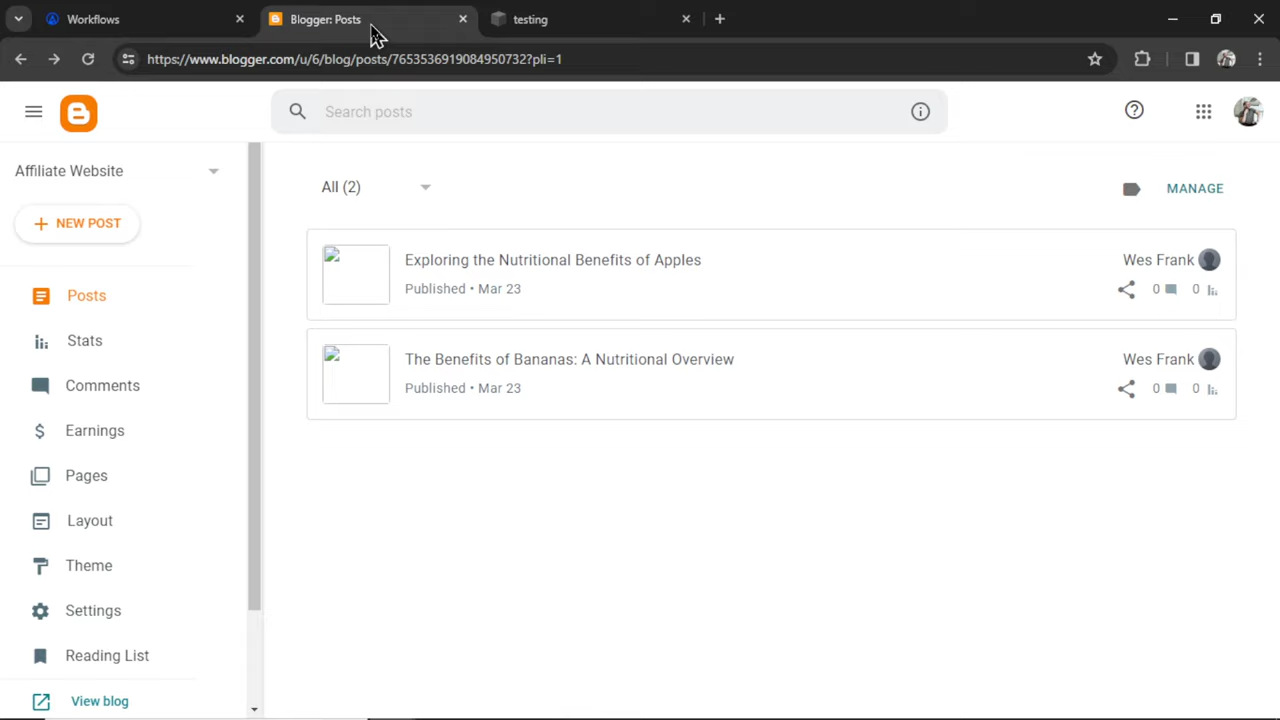 Workflows
Blogger: Posts
testing
https://www.blogger.com/u/6/blog/posts/7653536919084950732?pli=1
Search posts
Affiliate Website
NEW POST
Posts
Stats
Comments
Earnings
Pages
Layout
Theme
Settings
Reading List
View blog
All (2)
MANAGE
Exploring the Nutritional Benefits of Apples
Wes Frank
Published • Mar 23
0 0
The Benefits of Bananas: A Nutritional Overview
Wes Frank
Published • Mar 23
0 0